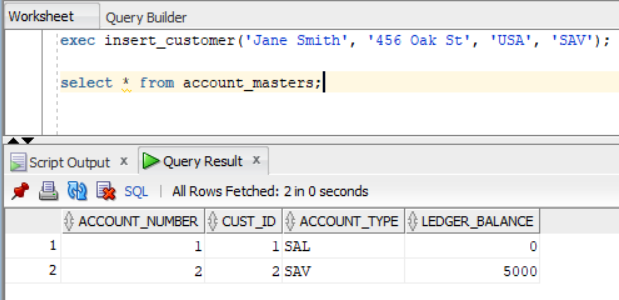 Worksheet Query Builder
exec insert_customer('Jane Smith', '456 Oak St', 'USA', 'SAV');
select * from account_masters;
Script Output x Query Result x
SQL | All Rows Fetched: 2 in 0 seconds
ACCOUNT_NUMBER CUST_ID ACCOUNT_TYPE LEDGER_BALANCE
1 1 1 SAL 0
2 2 2 SAV 5000